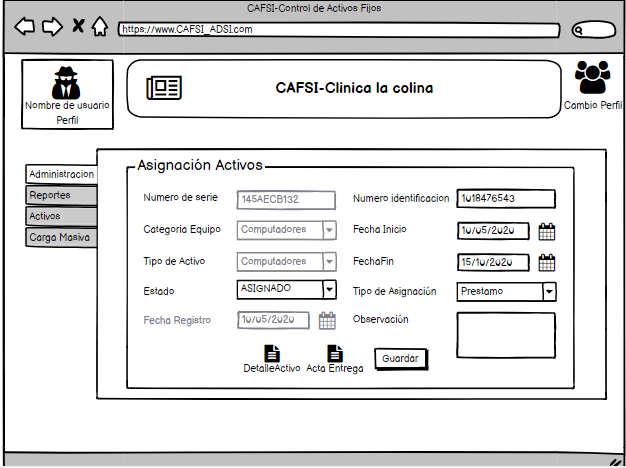 CAFSI-Control de Activos Fijos
https://www.CAFSI_ADSI.com
Nombre de usuario
Perfil
CAFSI-Clinica la colina
Cambio Perfil
Administracion
Reportes
Activos
Carga Masiva
Asignación Activos
Numero de serie 145AECB132 Numero identificacion 1018476543
Categoria Equipo Computadores Fecha Inicio 10/05/2020
Tipo de Activo Computadores FechaFin 15/10/2020
Estado ASIGNADO Tipo de Asignación Prestamo
Fecha Registro 10/05/2020 Observación
DetalleActivo Acta Entrega Guardar